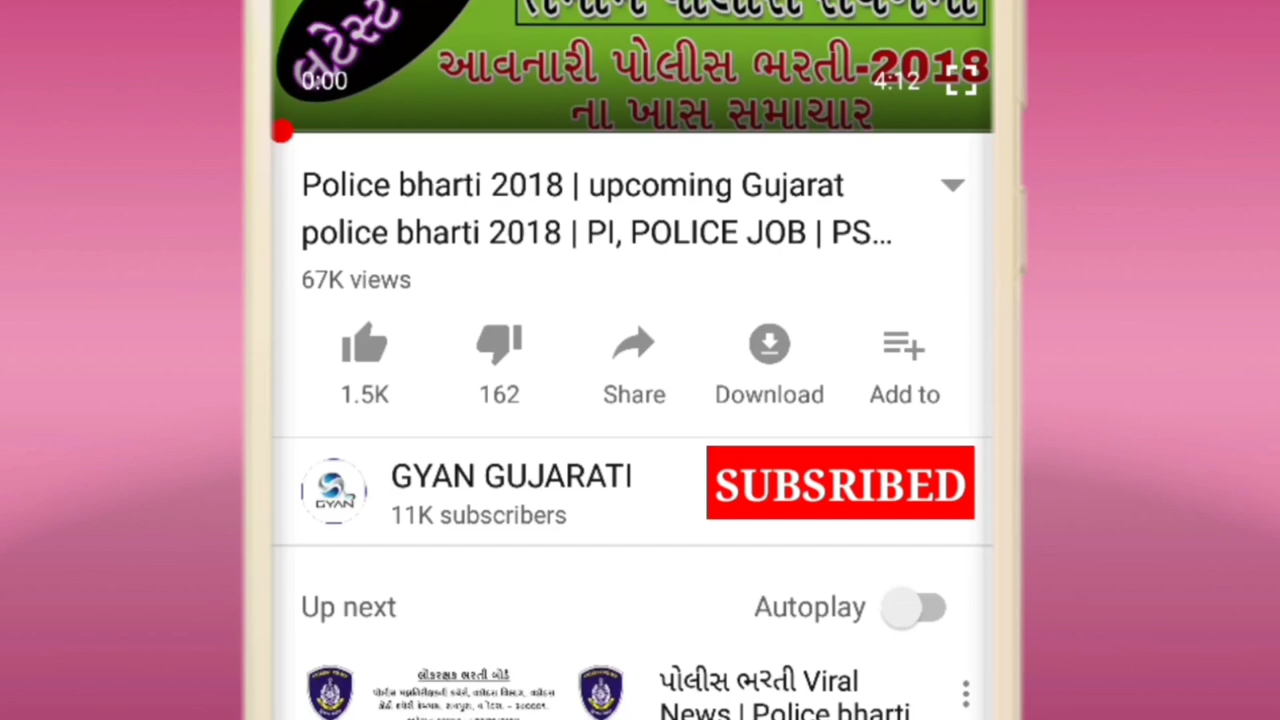 લેટેસ્ટ
તમામ પોલીસ
આવનારી પોલીસ ભરતી-2018
0:00
4:12
ના ખાસ સમાચાર
Police bharti 2018 | upcoming Gujarat
police bharti 2018 | PI, POLICE JOB | PS...
67K views
1.5K
162
Share
Download
Add to
GYAN
GYAN GUJARATI
11K subscribers
SUBSRIBED
Up next
Autoplay
લોકરક્ષક ભરતી બોર્ડ
પોલીસ ભરતી Viral
News | Police bharti